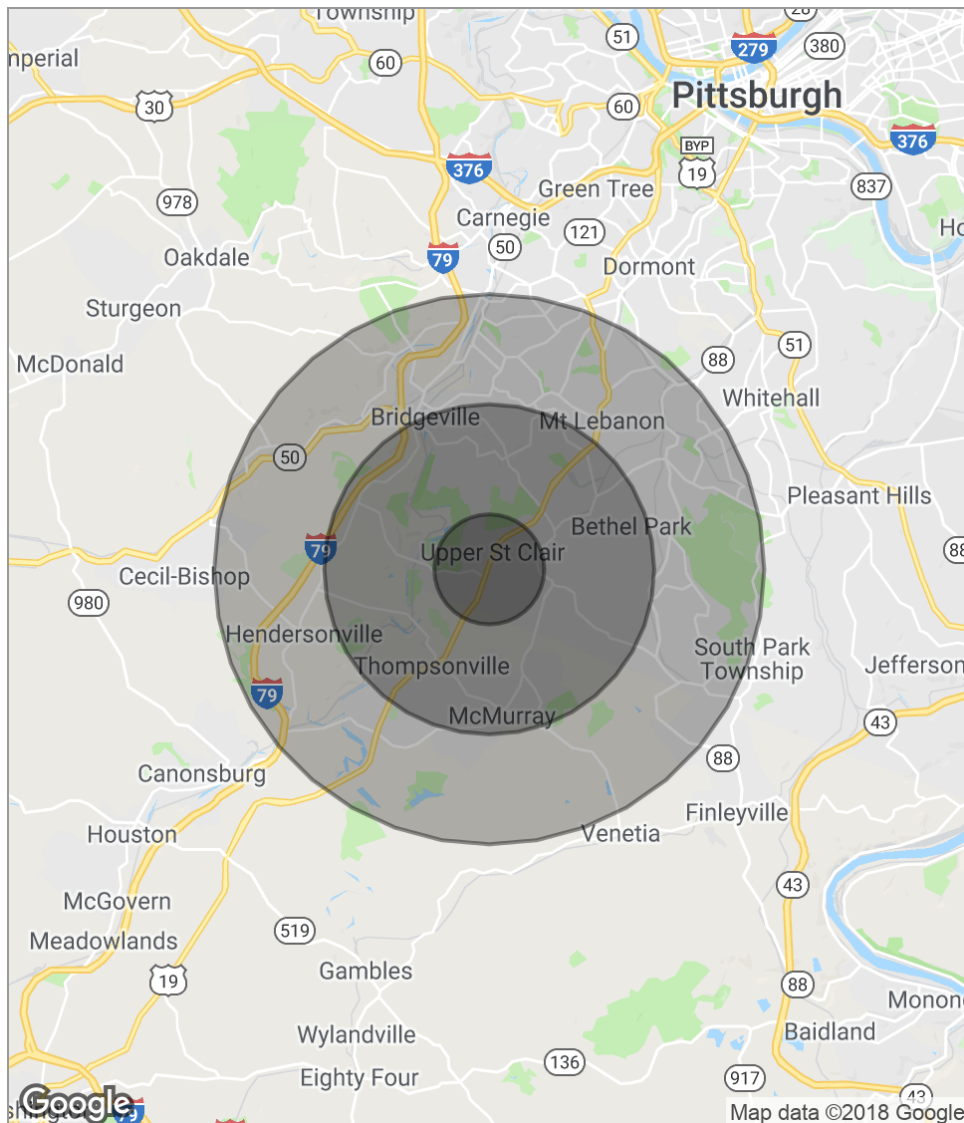 Township
28
51
279
380
mperial
60
Pittsburgh
30
60
376
BYP
19
376
Green Tree
837
978
Carnegie
50
121
Ho
Oakdale
79
Dormont
Sturgeon
51
McDonald
88
Whitehall
Bridgeville
Mt Lebanon
50
Pleasant Hills
Bethel Park
79
Upper St Clair
88
Cecil-Bishop
980
Hendersonville
South Park
Township
Thompsonville
Jefferson
79
McMurray
43
88
Canonsburg
Finleyville
Houston
Venetia
43
McGovern
519
Meadowlands
Gambles
19
88
Monon
Baidland
Wylandville
136
Eighty Four
917
43
Google
shington
79
Map data ©2018 Google